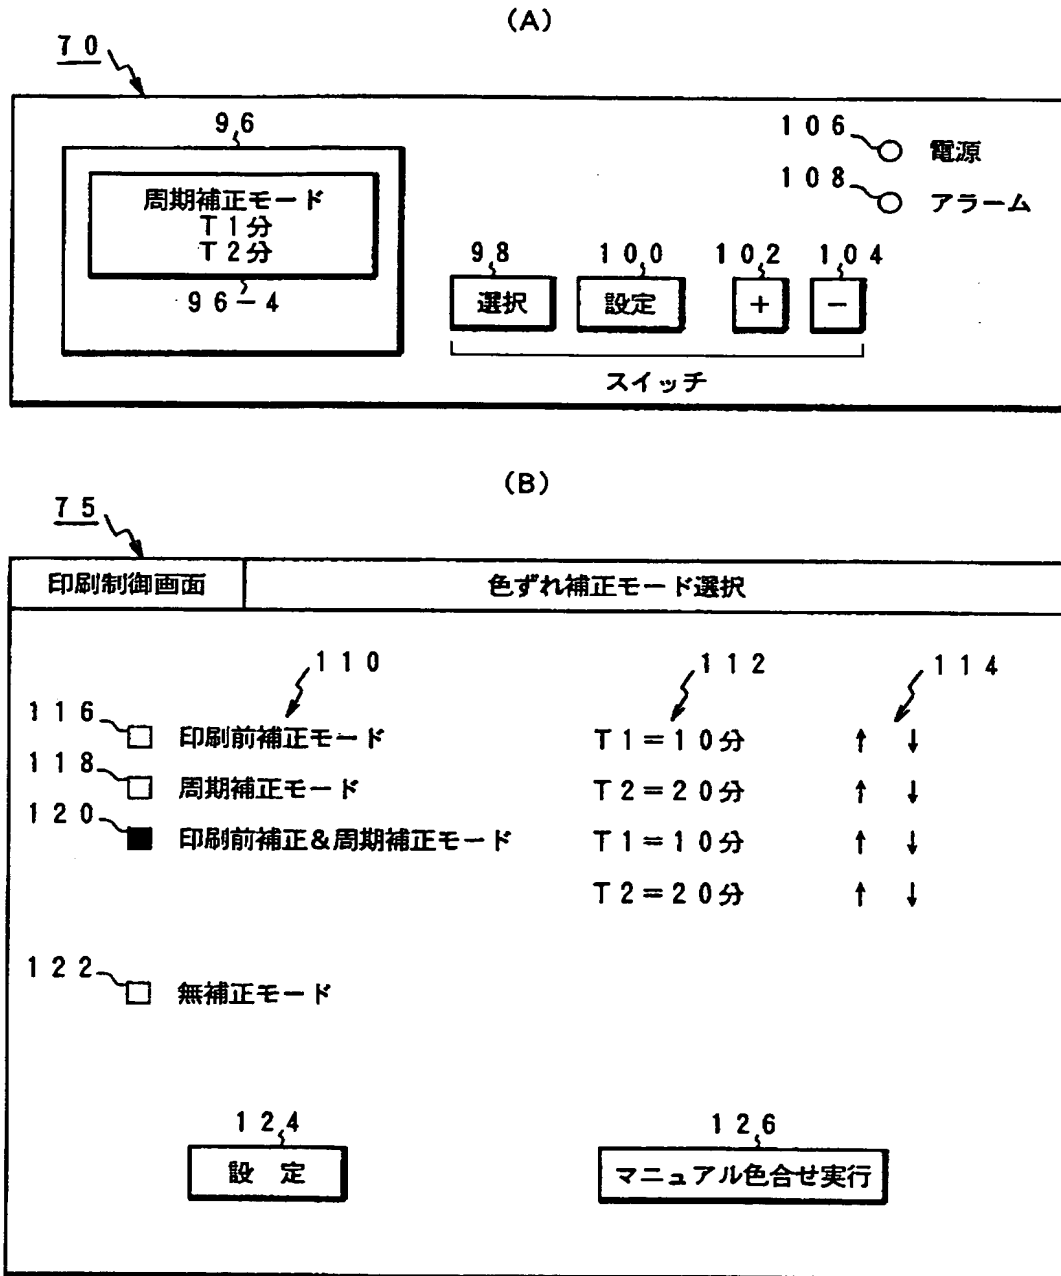 (A)
70
96
106 電源
108 アラーム
周期補正モード
T1分
T2分
96-4
98 100 102 104
選択 設定 + −
スイッチ
(B)
75
印刷制御画面 色ずれ補正モード選択
110 112 114
116 印刷前補正モード T1=10分 ↑ ↓
118 周期補正モード T2=20分 ↑ ↓
120 印刷前補正&周期補正モード T1=10分 ↑ ↓
T2=20分 ↑ ↓
122 無補正モード
124 126
設 定 マニュアル色合せ実行